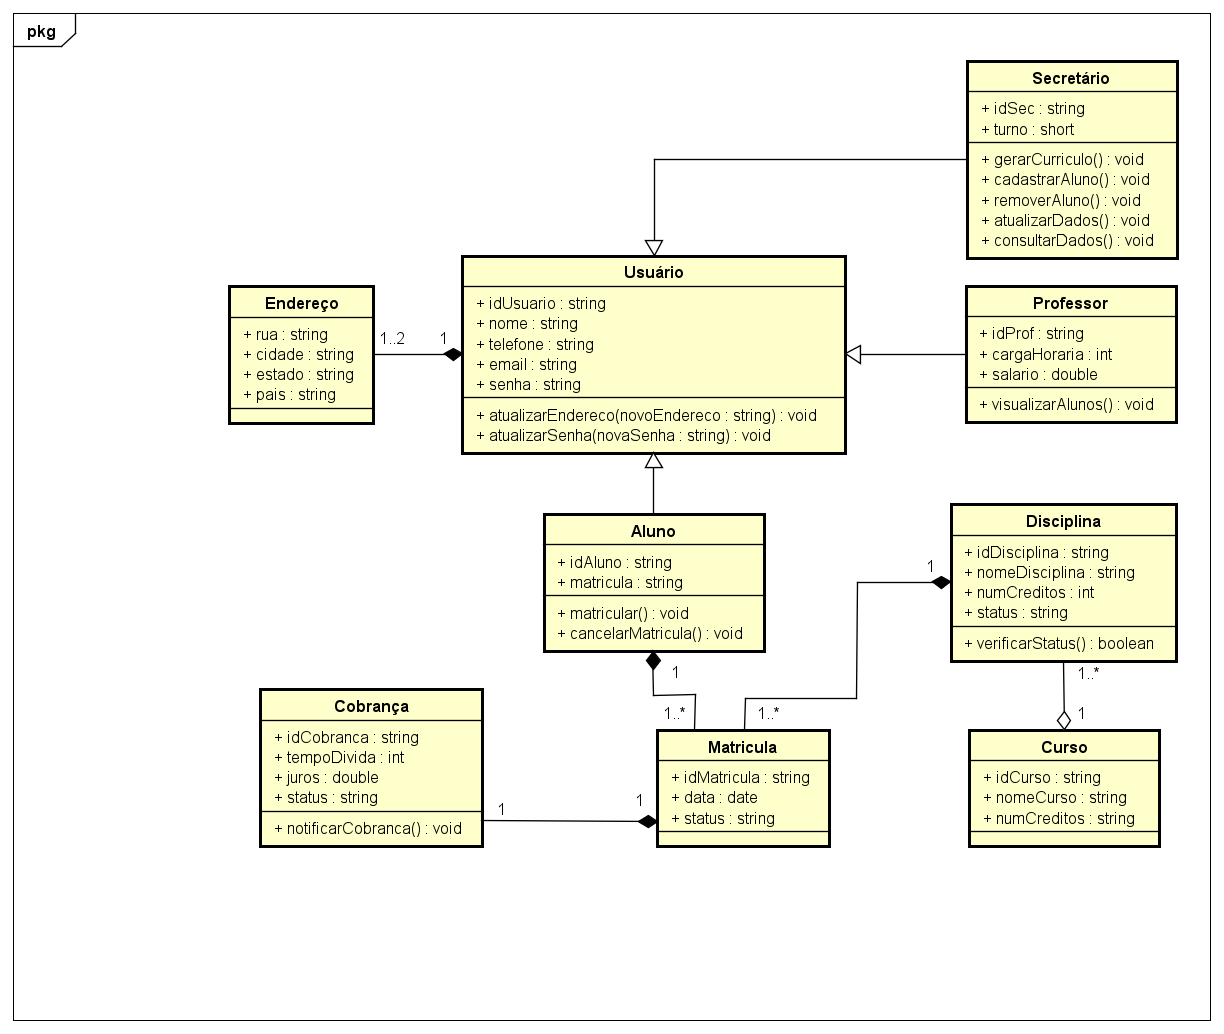 pkg
Secretário
+ idSec : string
+ turno : short
+ gerarCurriculo() : void
+ cadastrarAluno() : void
+ removerAluno() : void
+ atualizarDados() : void
+ consultarDados() : void
Usuário
+ idUsuario : string
+ nome : string
+ telefone : string
+ email : string
+ senha : string
+ atualizarEndereco(novoEndereco : string) : void
+ atualizarSenha(novaSenha : string) : void
Endereço
+ rua : string
+ cidade : string
+ estado : string
+ pais : string
1..2
1
Professor
+ idProf : string
+ cargaHoraria : int
+ salario : double
+ visualizarAlunos() : void
Aluno
+ idAluno : string
+ matricula : string
+ matricular() : void
+ cancelarMatricula() : void
1
1..*
Disciplina
+ idDisciplina : string
+ nomeDisciplina : string
+ numCreditos : int
+ status : string
+ verificarStatus() : boolean
1
1..*
1..*
1
Cobrança
+ idCobranca : string
+ tempoDivida : int
+ juros : double
+ status : string
+ notificarCobranca() : void
1
1
Matricula
+ idMatricula : string
+ data : date
+ status : string
Curso
+ idCurso : string
+ nomeCurso : string
+ numCreditos : string